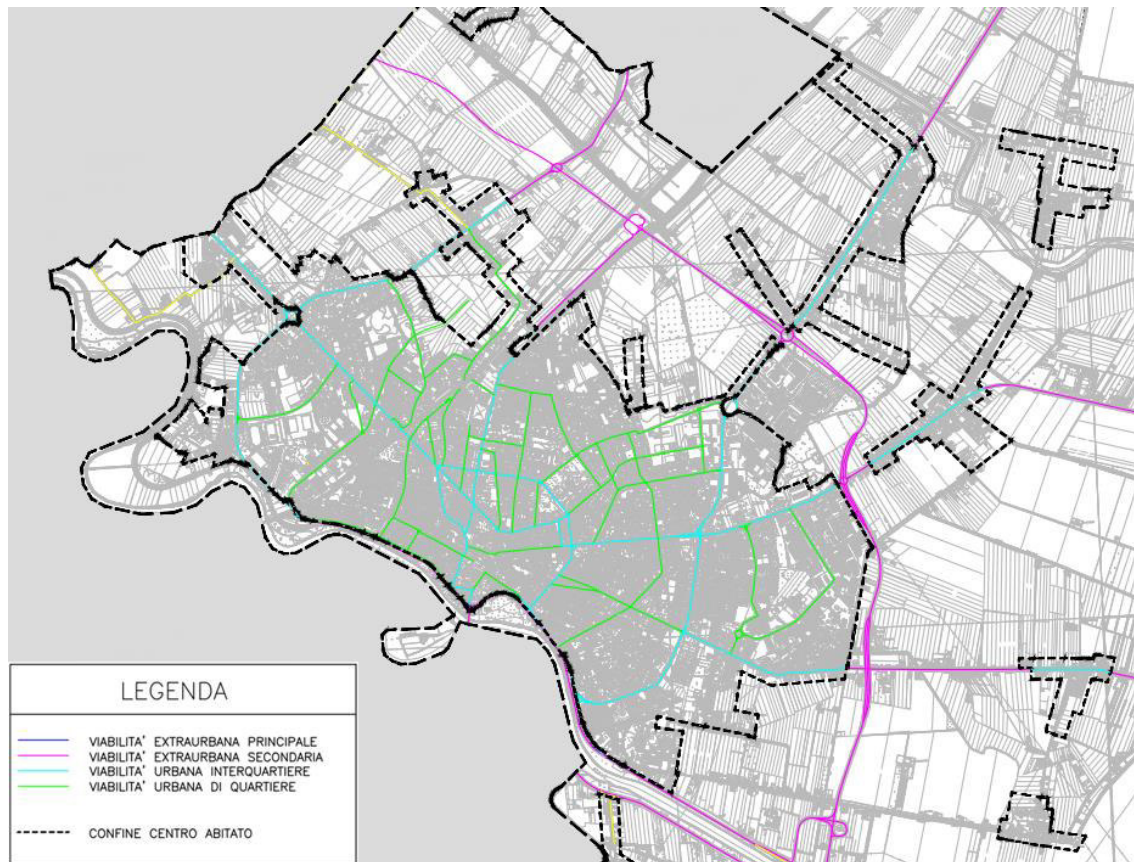 LEGENDA
VIABILITA' EXTRAURBANA PRINCIPALE
VIABILITA' EXTRAURBANA SECONDARIA
VIABILITA' URBANA INTERQUARTIERE
VIABILITA' URBANA DI QUARTIERE
CONFINE CENTRO ABITATO